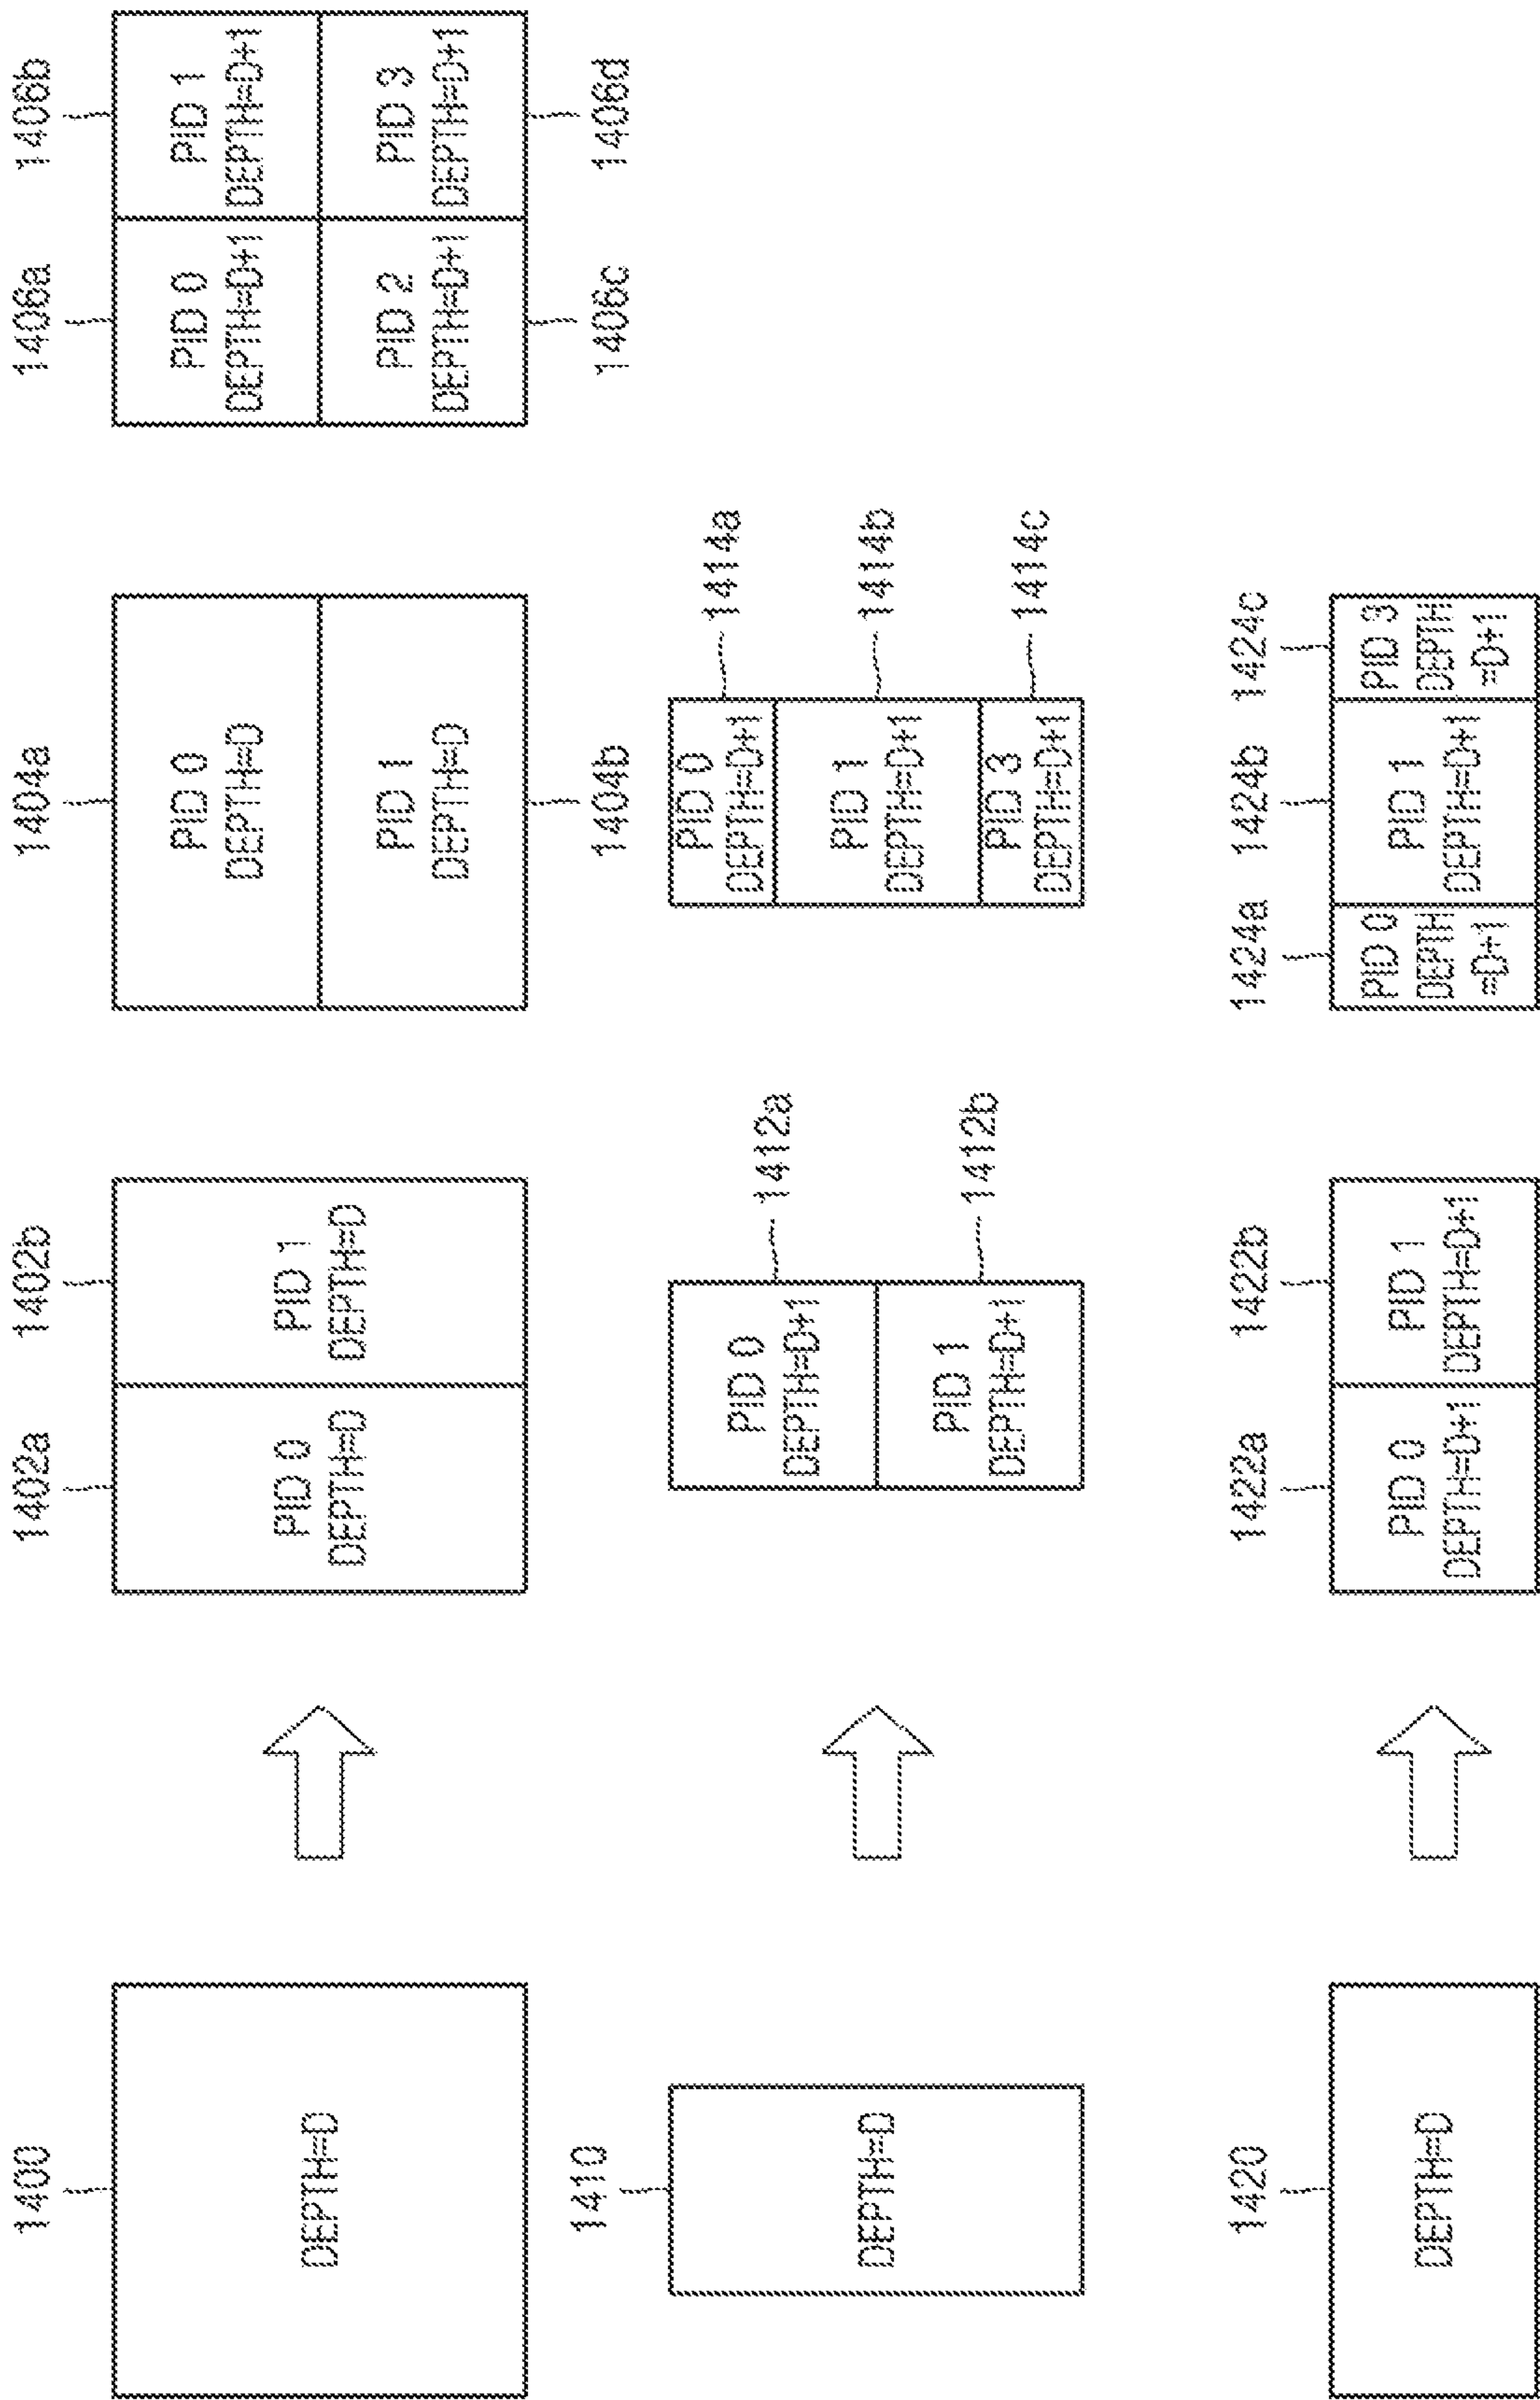 1400
DEPTH=D
1402a
1402b
PID 0
DEPTH=D
PID 1
DEPTH=D
1404a
PID 0
DEPTH=D
PID 1
DEPTH=D
1404b
1406a
1406b
PID 0
DEPTH=D+1
PID 1
DEPTH=D+1
PID 2
DEPTH=D+1
PID 3
DEPTH=D+1
1406c
1406d
1410
DEPTH=D
PID 0
DEPTH=D+1
1412a
PID 1
DEPTH=D+1
1412b
PID 0
DEPTH=D+1
1414a
PID 1
DEPTH=D+1
1414b
PID 3
DEPTH=D+1
1414c
1420
DEPTH=D
1422a
1422b
PID 0
DEPTH=D+1
PID 1
DEPTH=D+1
1424a
1424b
1424c
PID 0
DEPTH
=D+1
PID 1
DEPTH=D+1
PID 3
DEPTH
=D+1